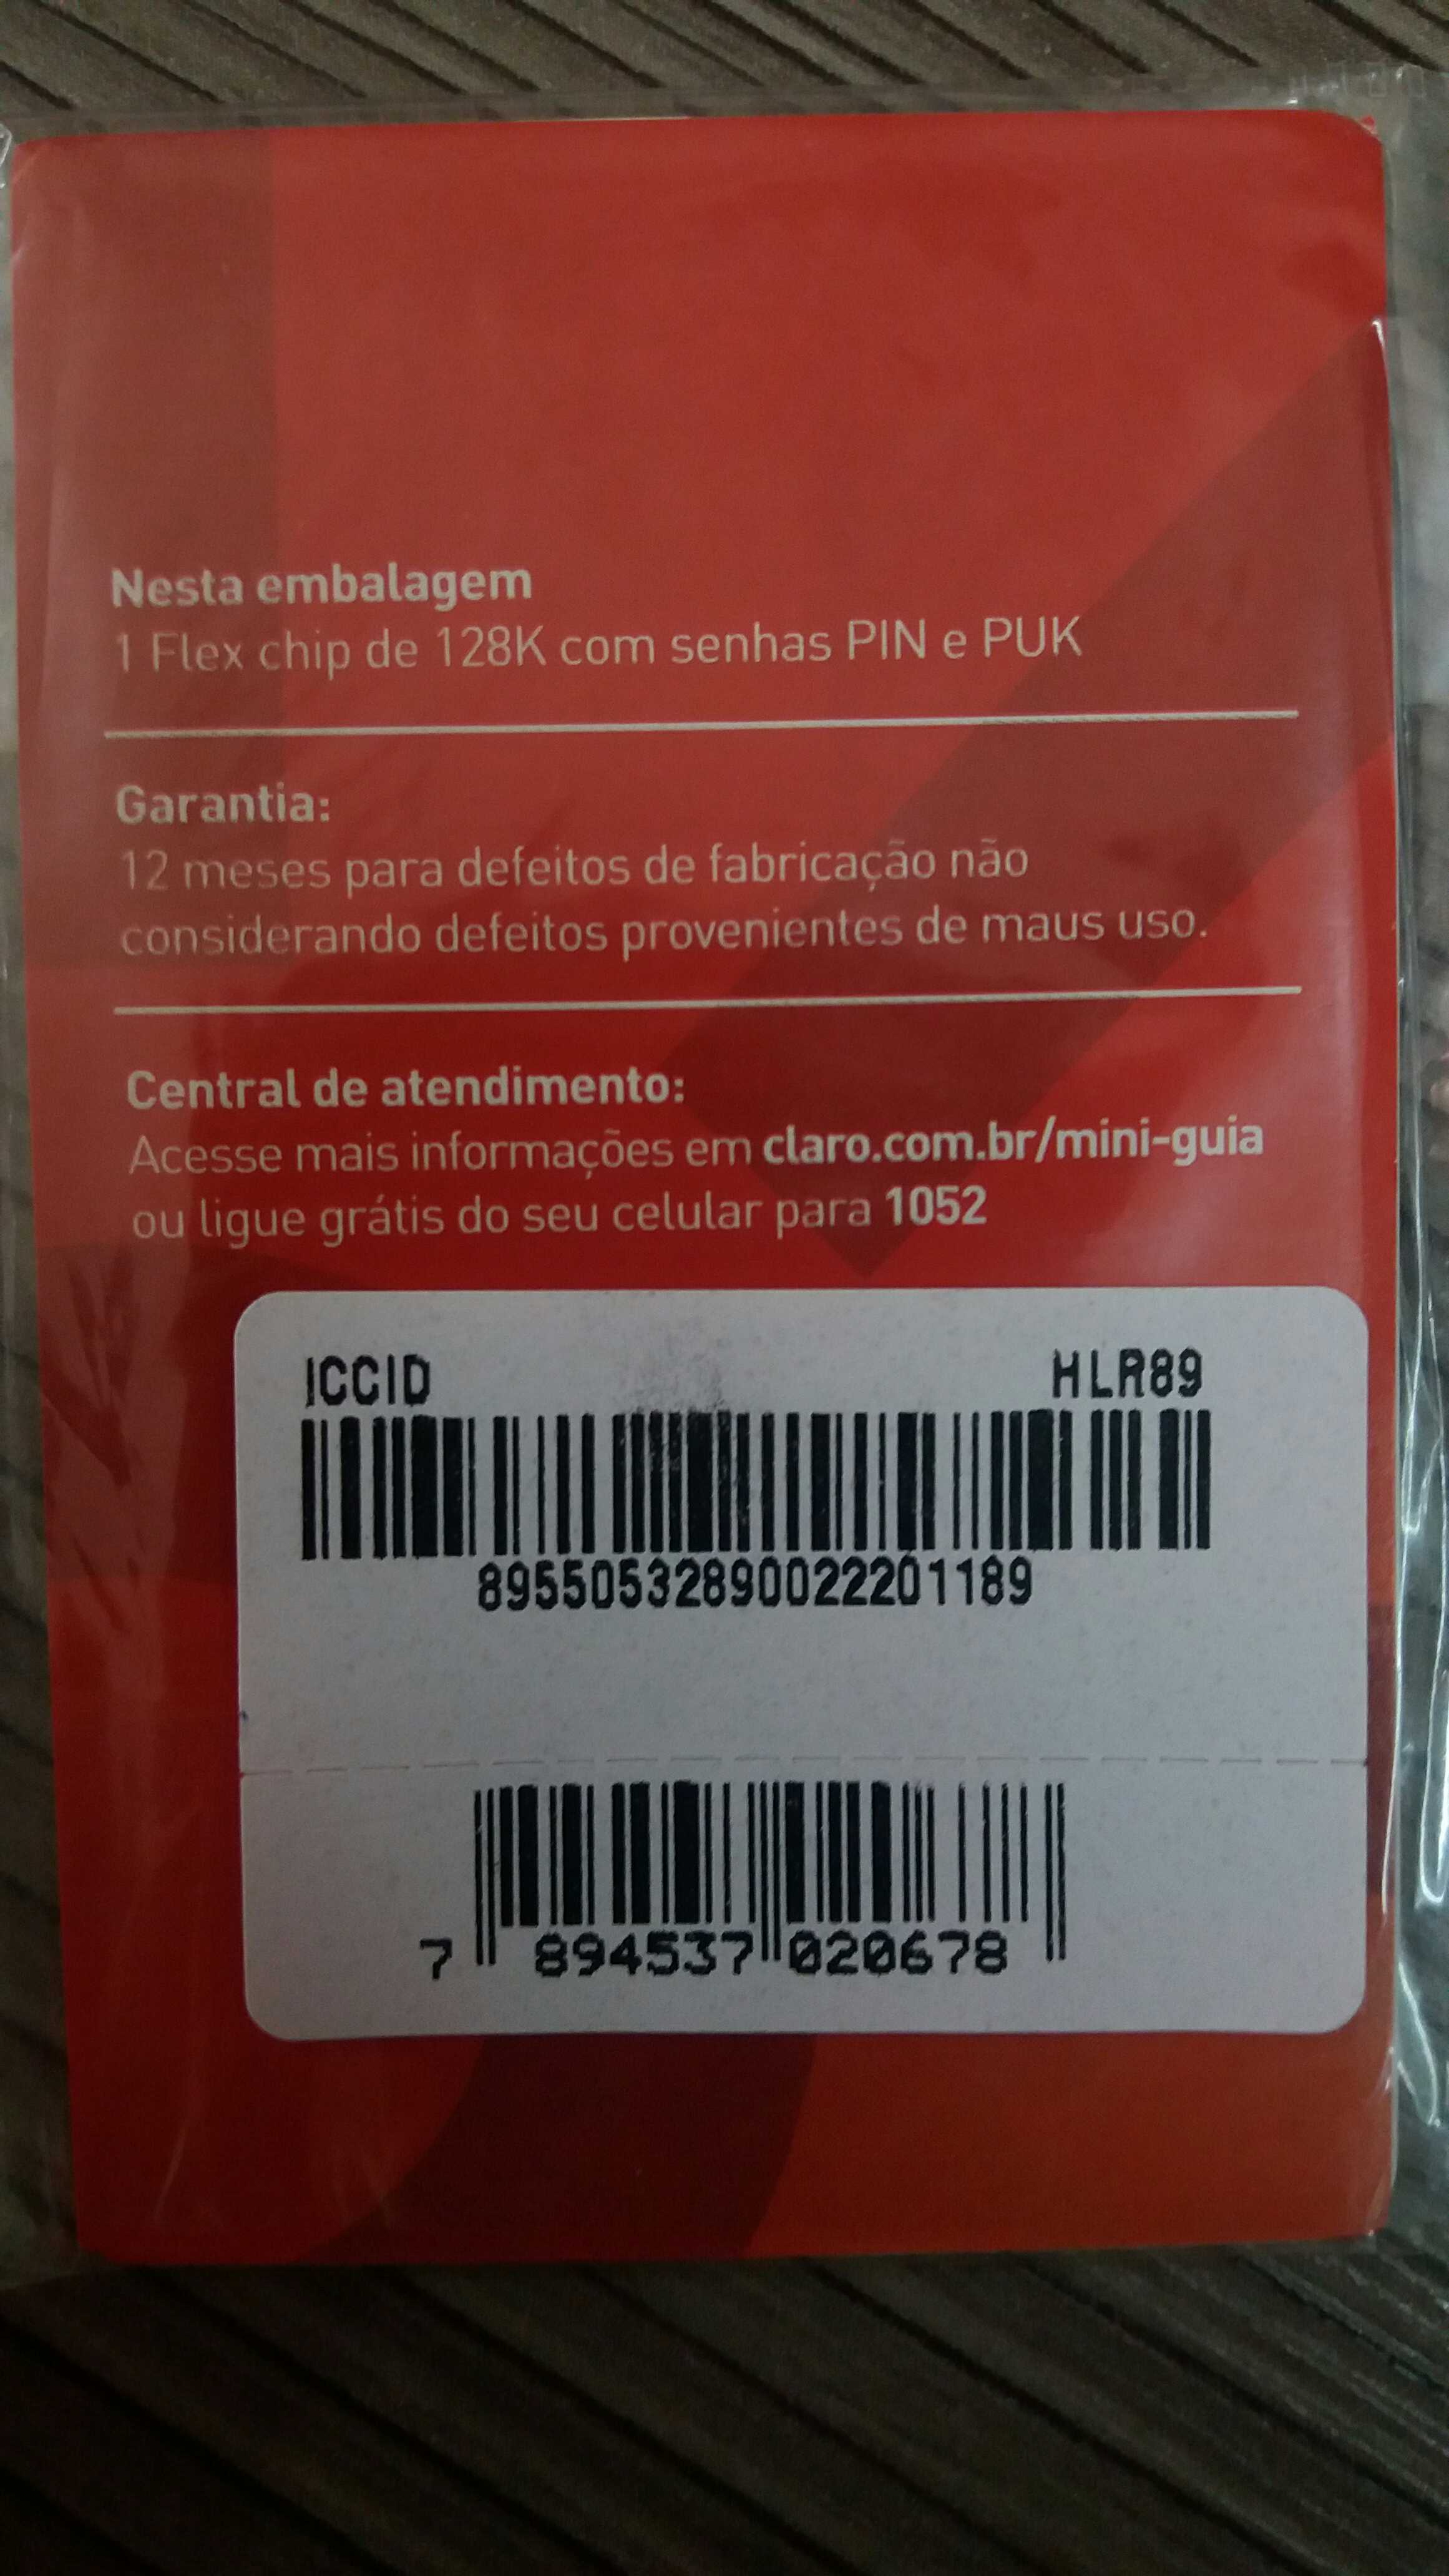 Nesta embalagem
1 Flex chip de 128K com senhas PIN e PUK
Garantia:
12 meses para defeitos de fabricação não
considerando defeitos provenientes de maus uso.
Central de atendimento:
Acesse mais informações em claro.com.br/mini-guia
ou ligue grátis do seu celular para 1052
ICCID HLR89
89550532890022201189
7 894537 020678